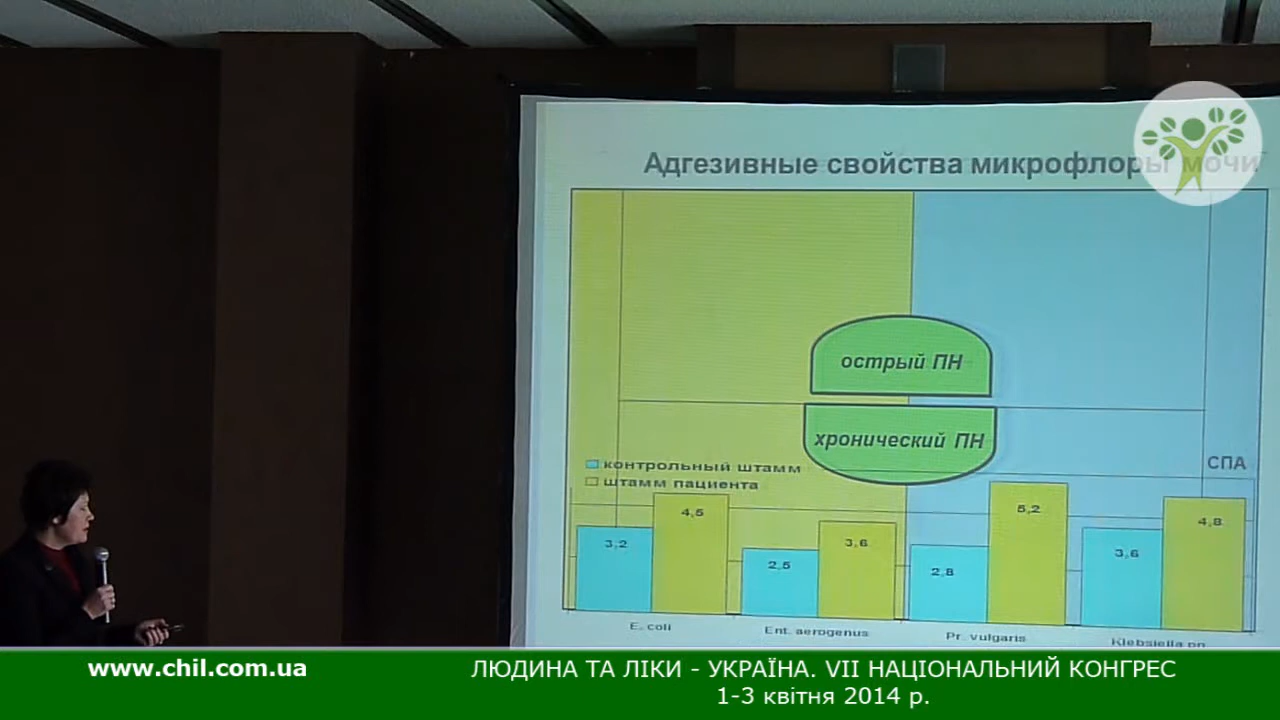 Адгезивные свойства микрофлоры мочи
острый ПН
хронический ПН
СПА
контрольный штамм
штамм пациента
3,2
4,5
2,5
3,6
2,8
5,2
3,6
4,8
E. coli
Ent. aerogenus
Pr. vulgaris
Klebsiella pn
www.chil.com.ua
ЛЮДИНА ТА ЛІКИ - УКРАЇНА. VII НАЦІОНАЛЬНИЙ КОНГРЕС
1-3 квітня 2014 р.